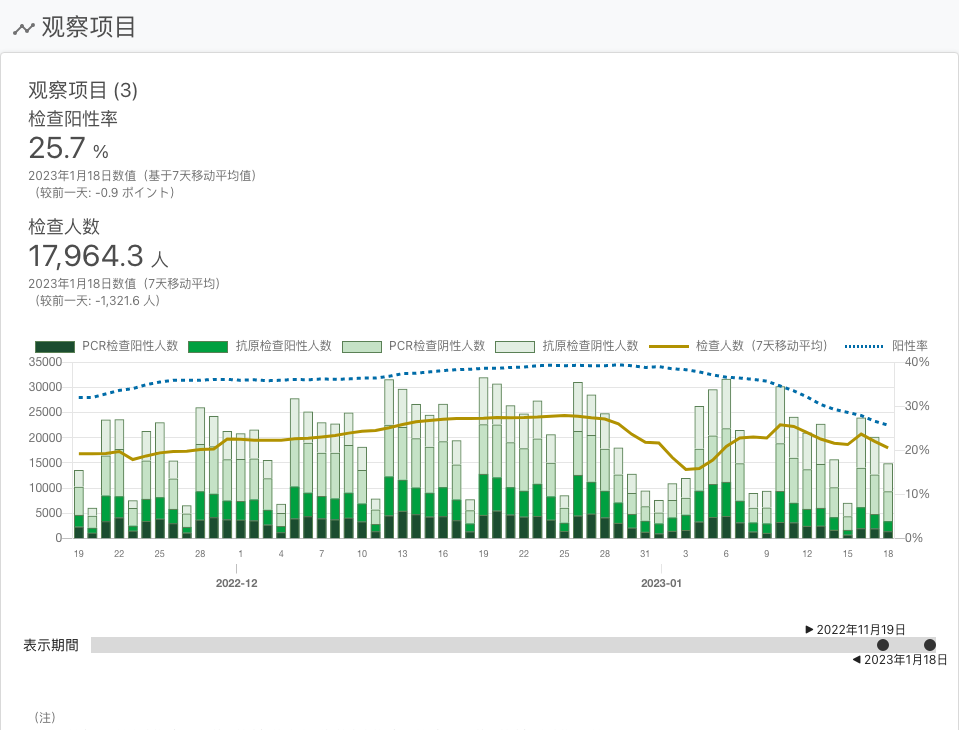 观察项目
观察项目 (3)
检查阳性率
25.7 %
2023年1月18日数值（基于7天移动平均值）
（较前一天: -0.9 ポイント）
检查人数
17,964.3 人
2023年1月18日数值（7天移动平均）
（较前一天: -1,321.6 人）
PCR检查阳性人数 抗原检查阳性人数 PCR检查阴性人数 抗原检查阴性人数 检查人数（7天移动平均） 阳性率
35000 40%
30000
25000 30%
20000
15000 20%
10000
5000 10%
0 0%
19 22 25 28 1 4 7 10 13 16 19 22 25 28 31 3 6 9 12 15 18
2022-12 2023-01
▶ 2022年11月19日
表示期間
◀ 2023年1月18日
（注）